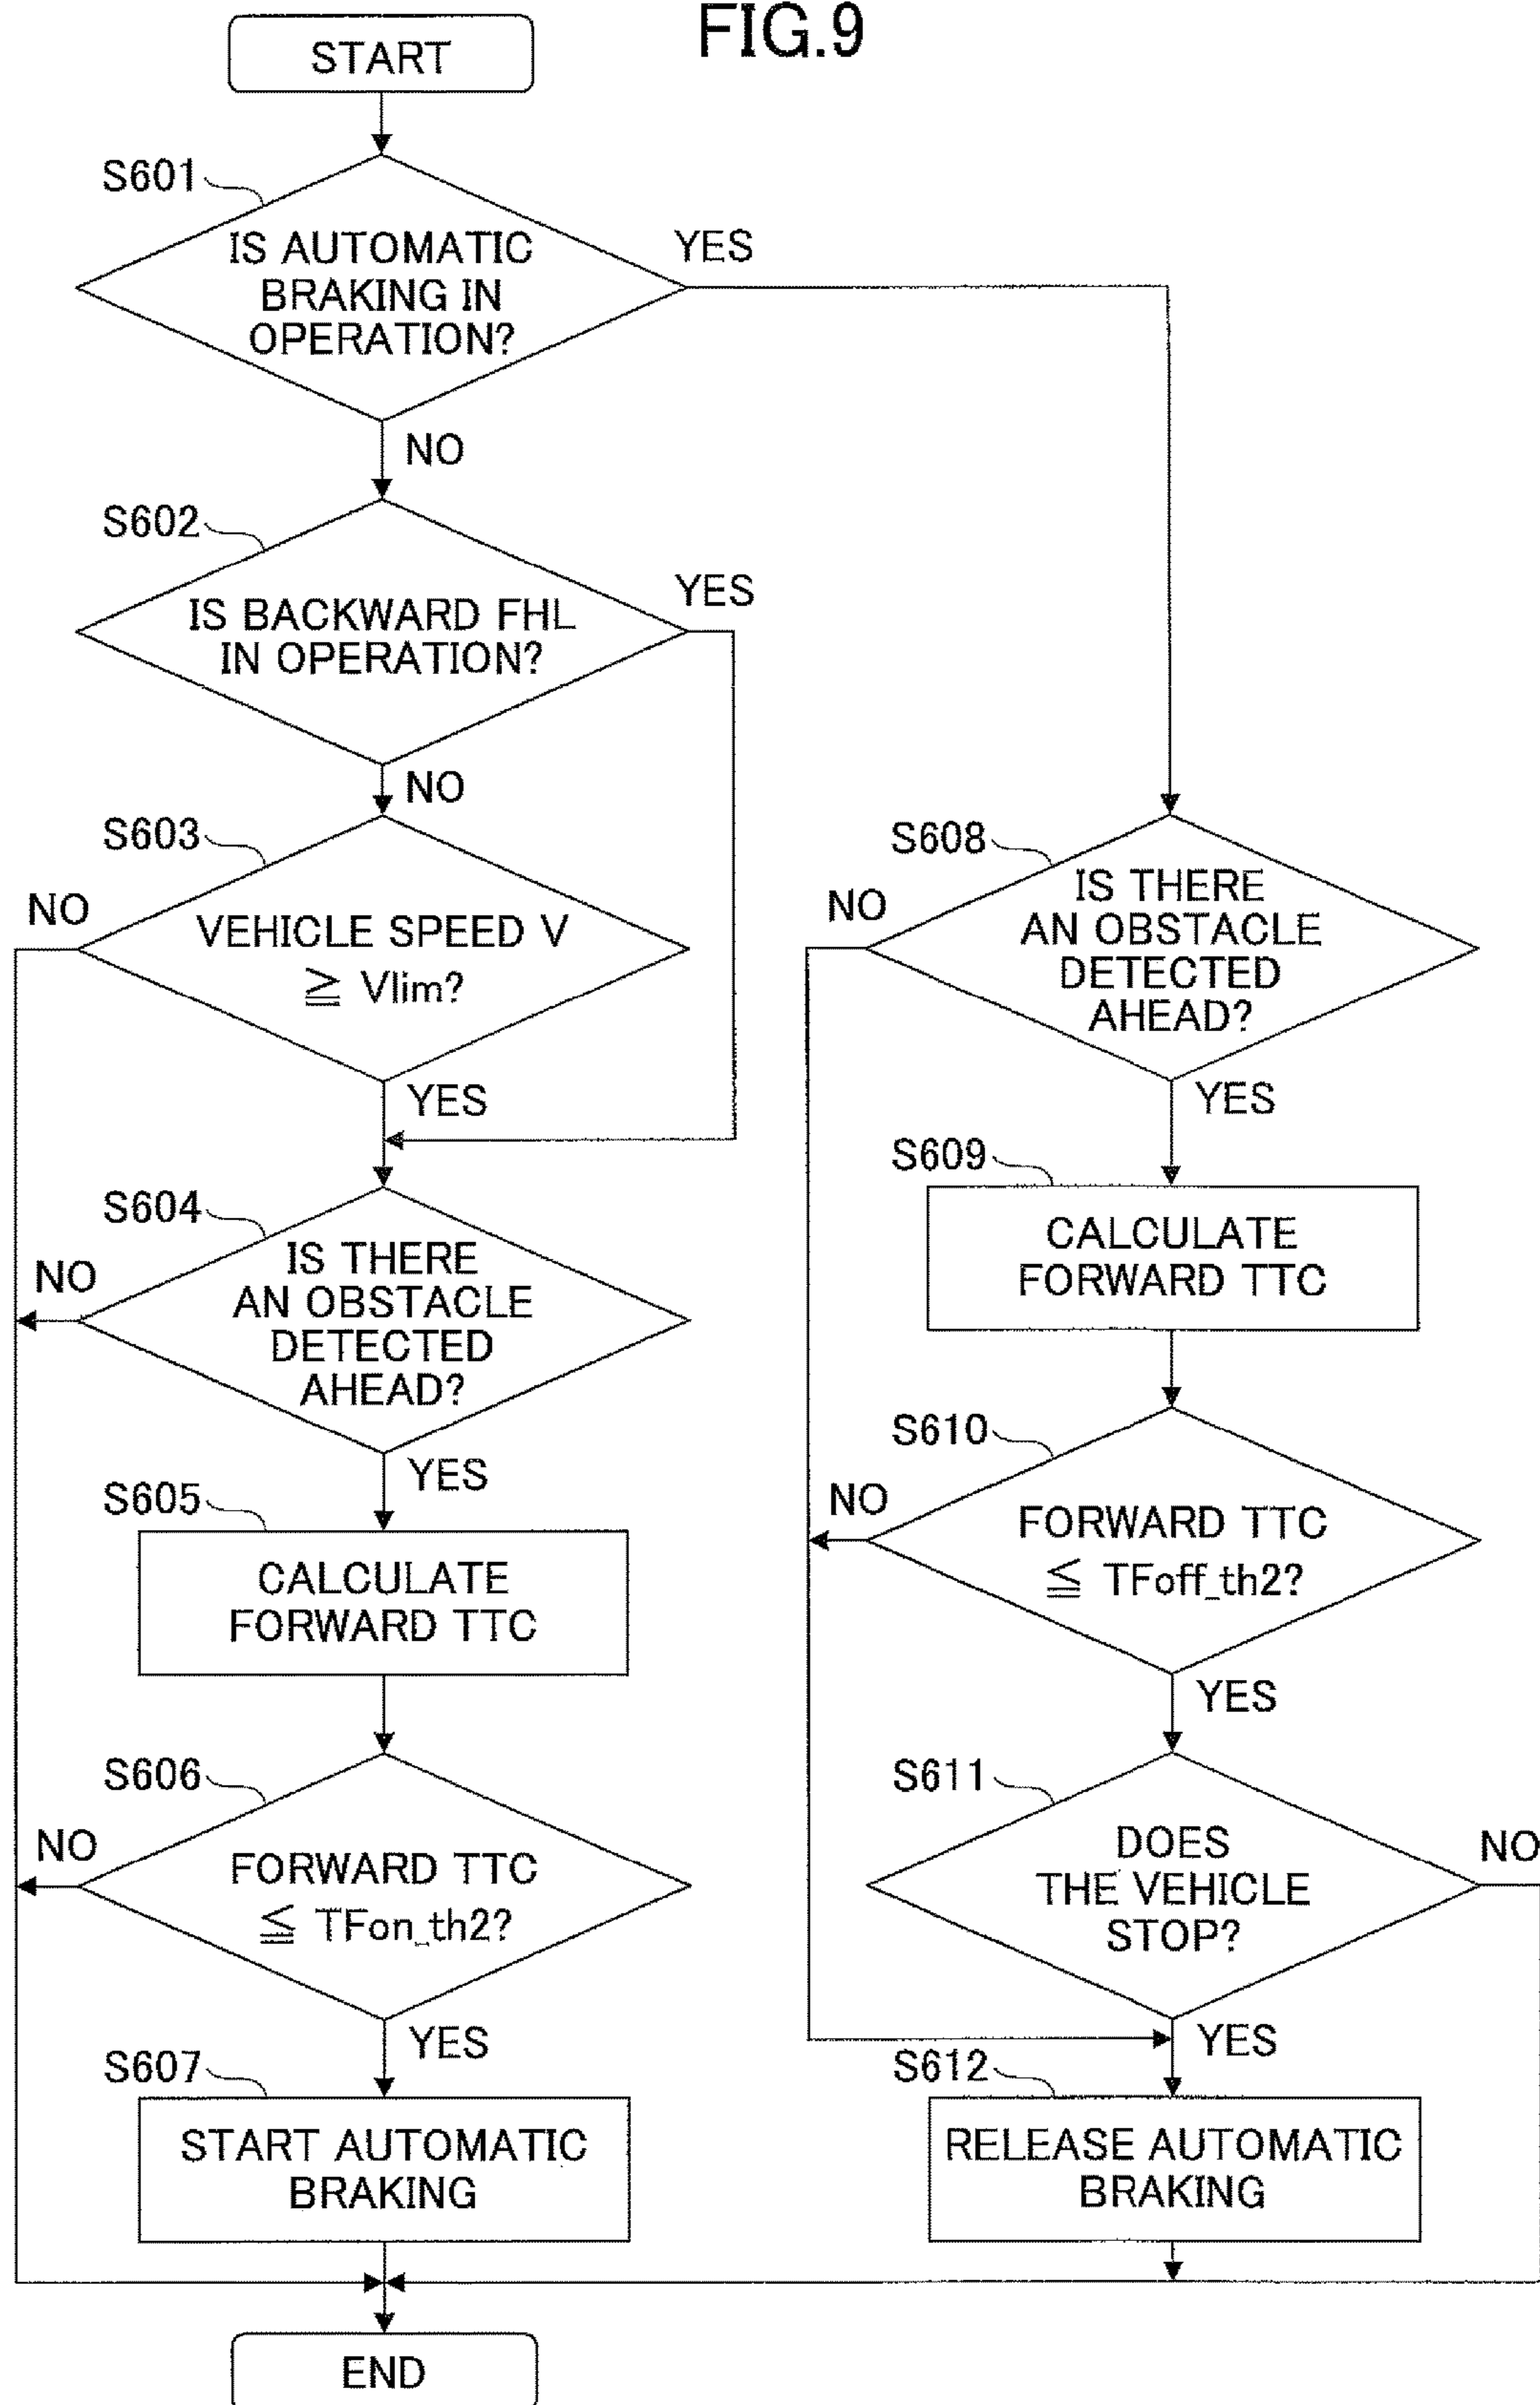 FIG.9
START
S601
IS AUTOMATIC
BRAKING IN
OPERATION?
YES
NO
S602
IS BACKWARD FHL
IN OPERATION?
YES
NO
S603
NO
VEHICLE SPEED V
≧ Vlim?
YES
S604
NO
IS THERE
AN OBSTACLE
DETECTED
AHEAD?
YES
S605
CALCULATE
FORWARD TTC
S606
NO
FORWARD TTC
≦ TFon_th2?
YES
S607
START AUTOMATIC
BRAKING
S608
NO
IS THERE
AN OBSTACLE
DETECTED
AHEAD?
YES
S609
CALCULATE
FORWARD TTC
S610
NO
FORWARD TTC
≦ TFoff_th2?
YES
S611
DOES
THE VEHICLE
STOP?
NO
YES
S612
RELEASE AUTOMATIC
BRAKING
END